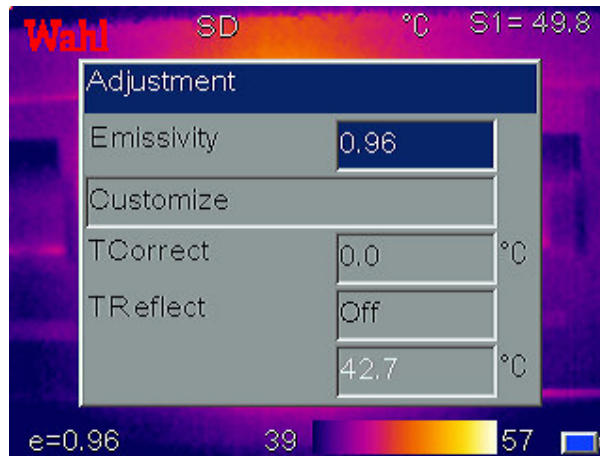 Wahl SD °C S1= 49.8
Adjustment
Emissivity 0.96
Customize
TCorrect 0.0 °C
TReflect Off
42.7 °C
e=0.96 39 57